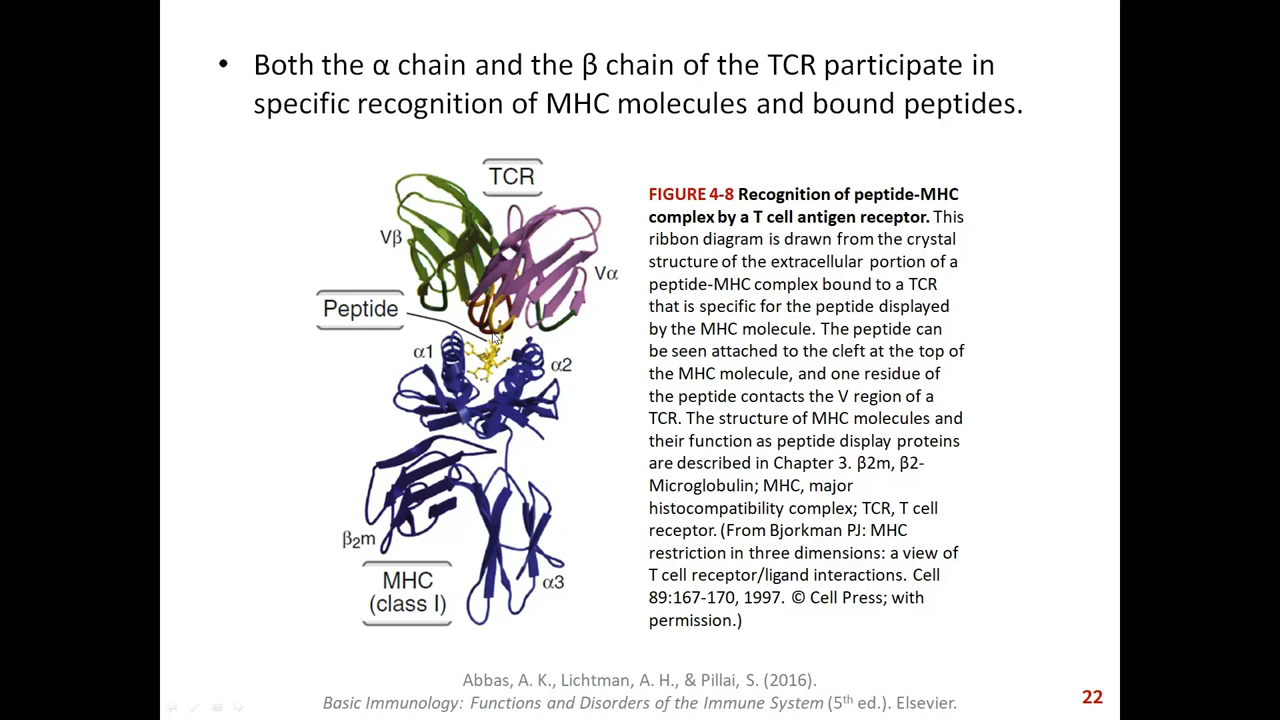 • Both the α chain and the β chain of the TCR participate in
specific recognition of MHC molecules and bound peptides.
TCR
Vβ
Vα
Peptide
α1
α2
β2m
α3
MHC
(class I)
FIGURE 4-8 Recognition of peptide-MHC
complex by a T cell antigen receptor. This
ribbon diagram is drawn from the crystal
structure of the extracellular portion of a
peptide-MHC complex bound to a TCR
that is specific for the peptide displayed
by the MHC molecule. The peptide can
be seen attached to the cleft at the top of
the MHC molecule, and one residue of
the peptide contacts the V region of a
TCR. The structure of MHC molecules and
their function as peptide display proteins
are described in Chapter 3. β2m, β2-
Microglobulin; MHC, major
histocompatibility complex; TCR, T cell
receptor. (From Bjorkman PJ: MHC
restriction in three dimensions: a view of
T cell receptor/ligand interactions. Cell
89:167-170, 1997. © Cell Press; with
permission.)
Abbas, A. K., Lichtman, A. H., & Pillai, S. (2016).
Basic Immunology: Functions and Disorders of the Immune System (5th ed.). Elsevier.
22